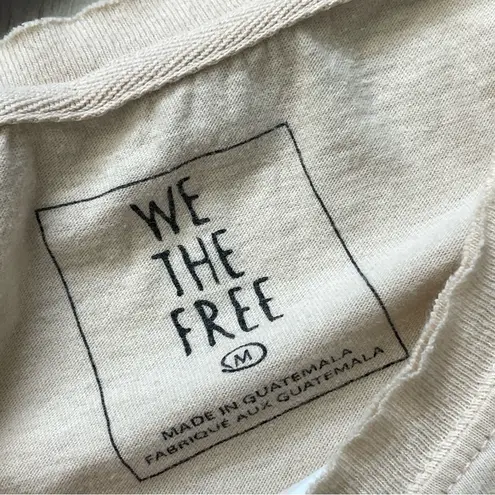 WE
THE
FREE
M
MADE IN GUATEMALA
FABRIQUÉ AUX GUATEMALA